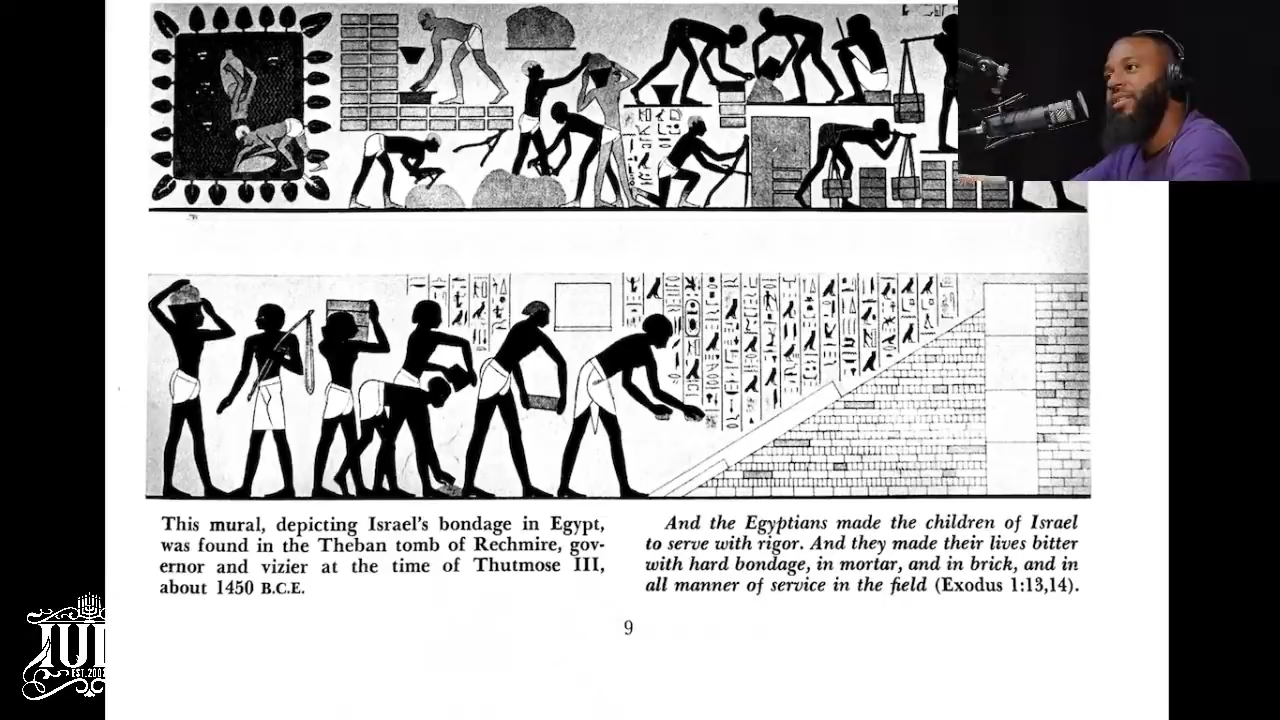 This mural, depicting Israel's bondage in Egypt,
was found in the Theban tomb of Rechmire, gov-
ernor and vizier at the time of Thutmose III,
about 1450 B.C.E.
And the Egyptians made the children of Israel
to serve with rigor. And they made their lives bitter
with hard bondage, in mortar, and in brick, and in
all manner of service in the field (Exodus 1:13,14).
9
IUI
EST.2003